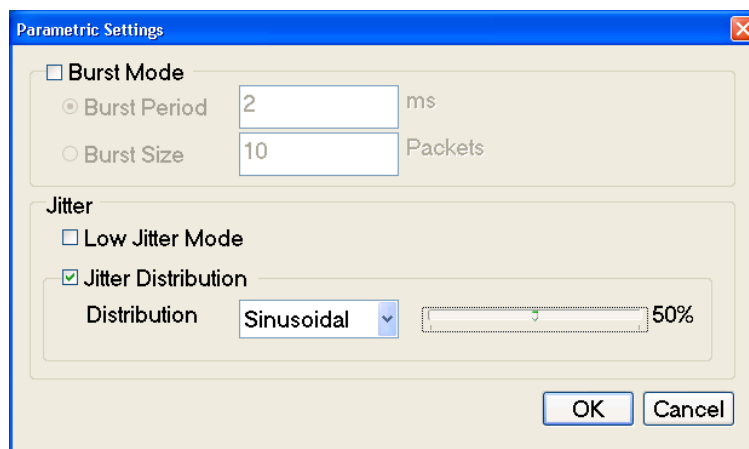 Parametric Settings
Burst Mode
Burst Period 2 ms
Burst Size 10 Packets
Jitter
Low Jitter Mode
Jitter Distribution
Distribution Sinusoidal 50%
OK Cancel